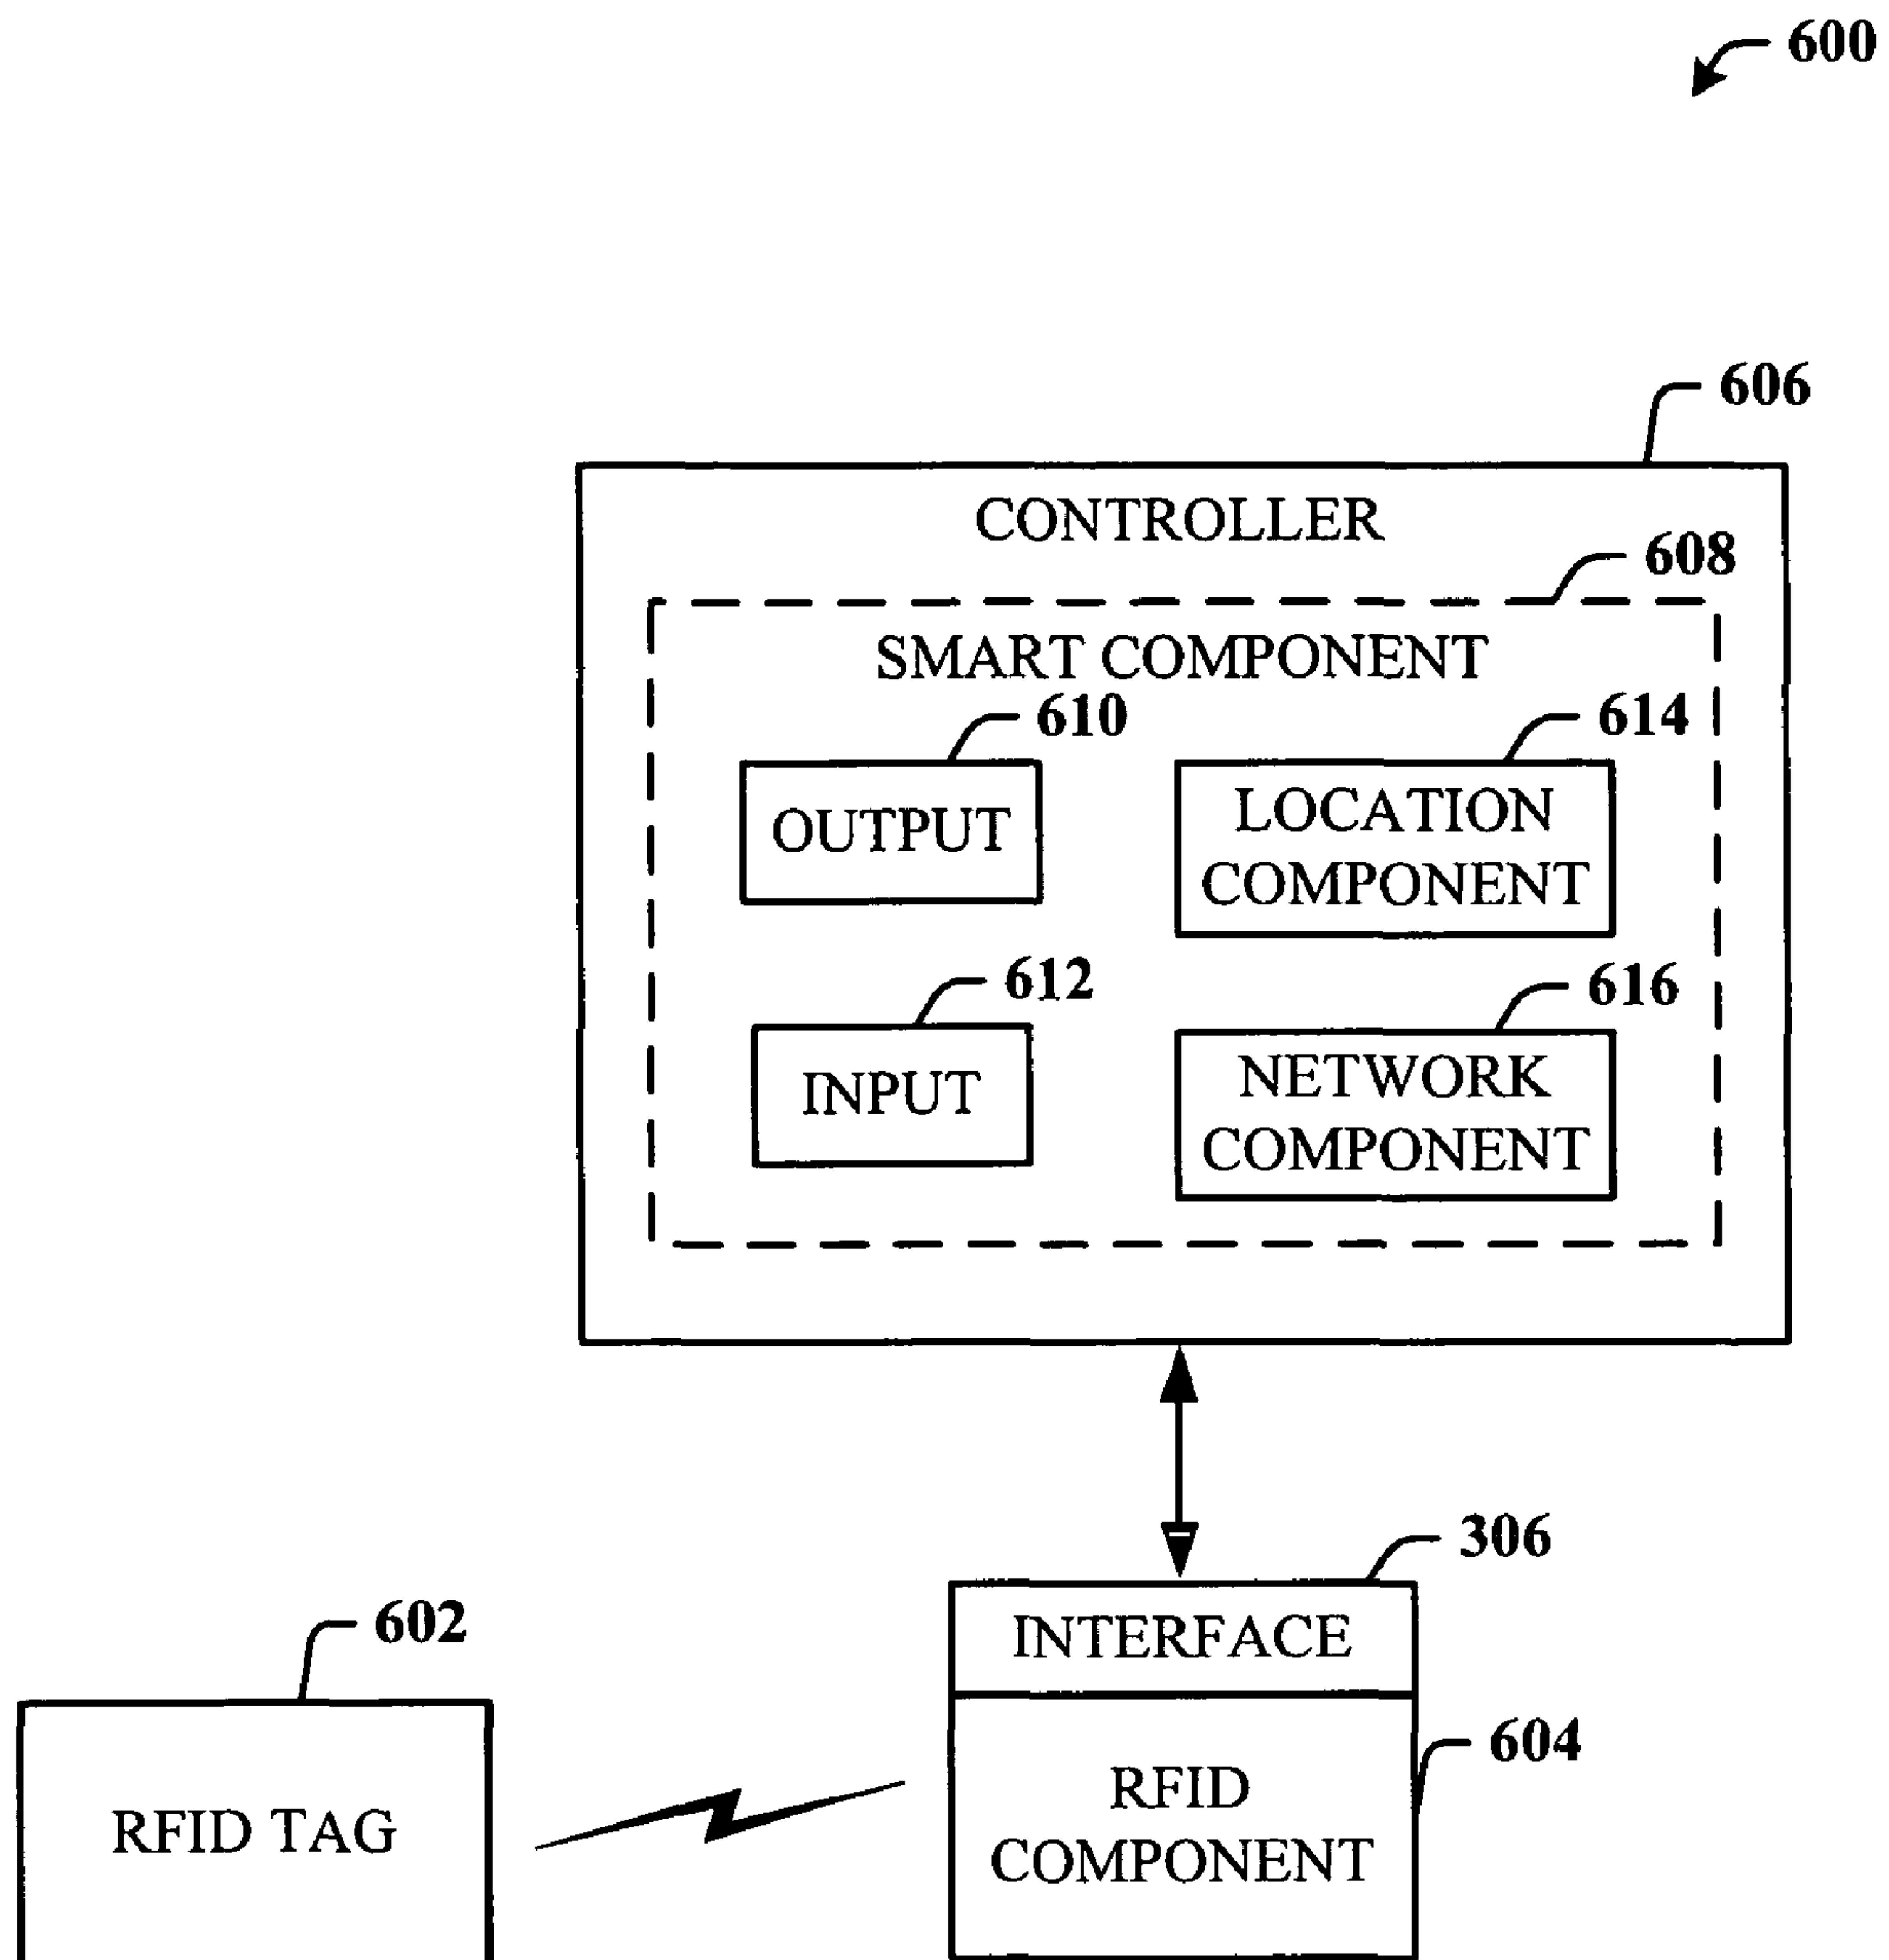 600
606
CONTROLLER
608
SMART COMPONENT
610
614
OUTPUT
LOCATION
COMPONENT
612
616
INPUT
NETWORK
COMPONENT
306
INTERFACE
602
604
RFID TAG
RFID
COMPONENT